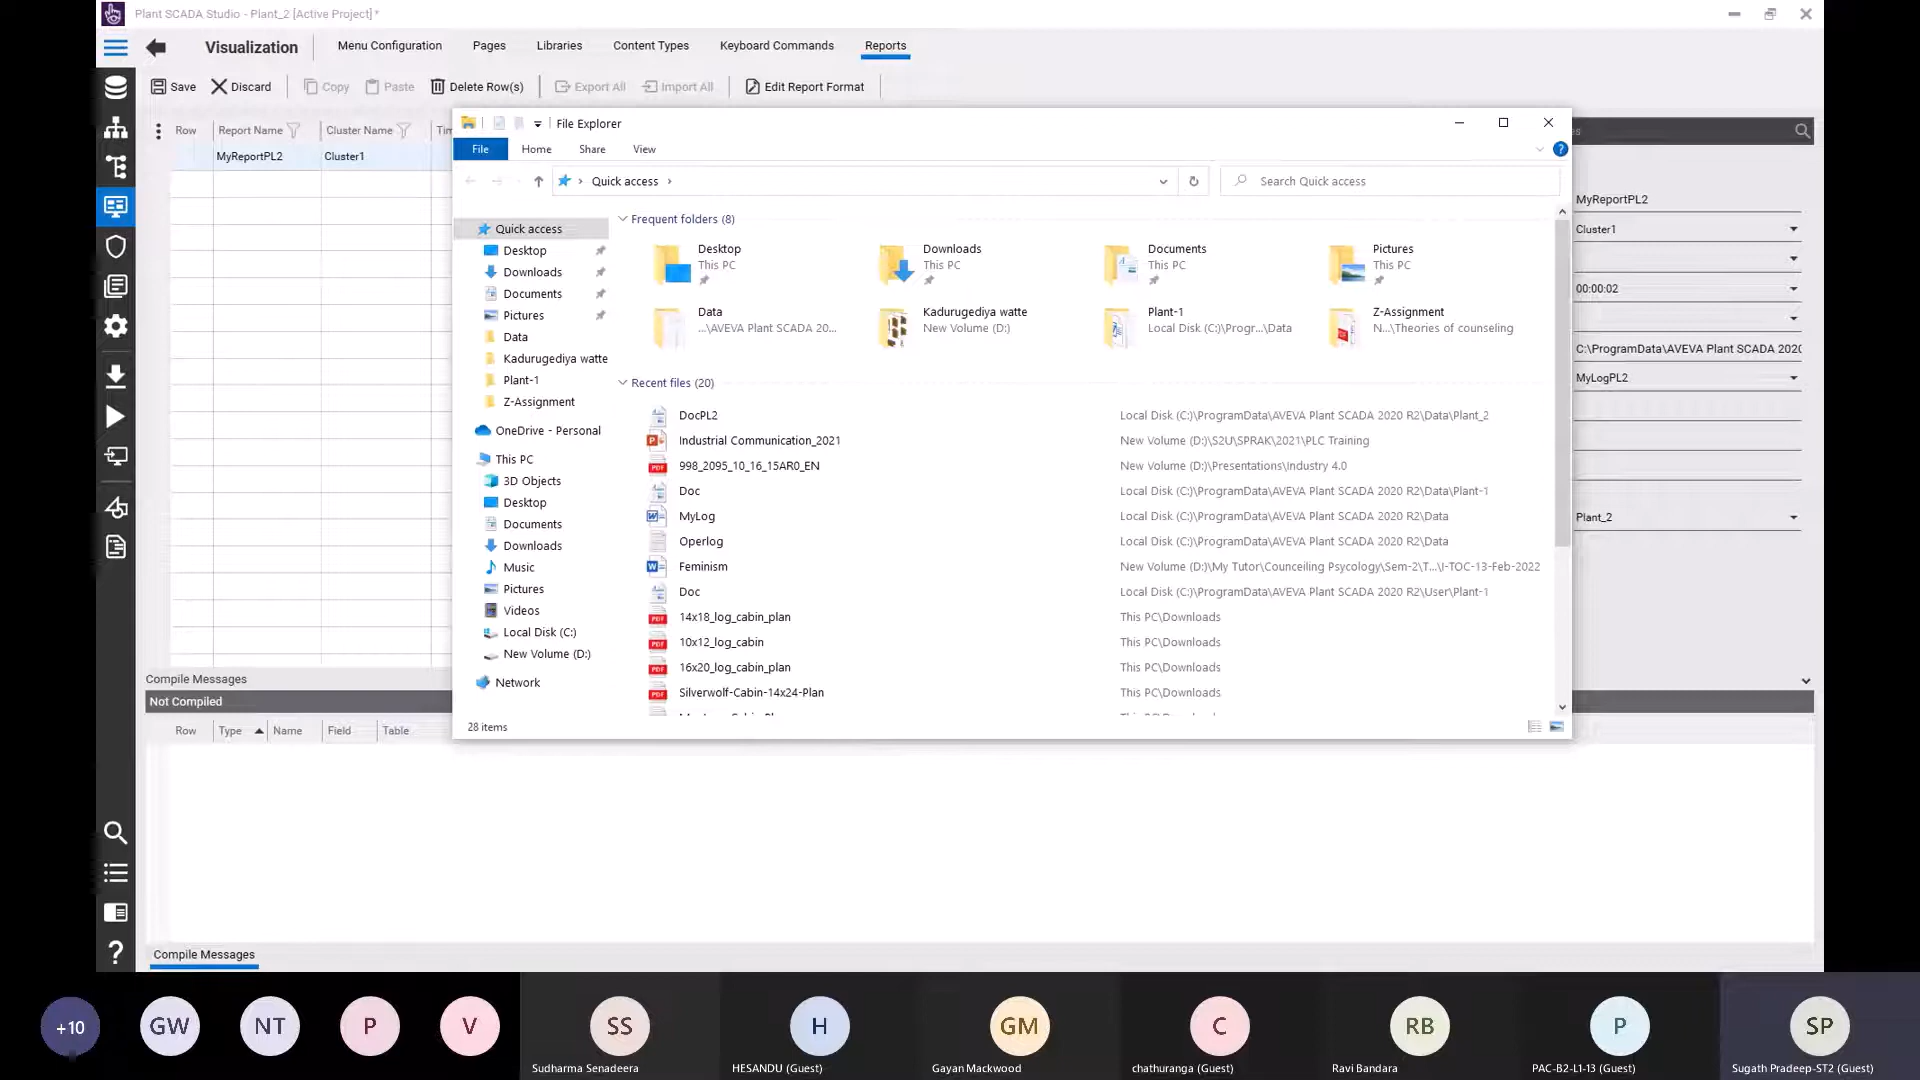 Plant SCADA Studio - Plant_2 [Active Project]*
Visualization
Menu Configuration Pages Libraries Content Types Keyboard Commands Reports
Save Discard Copy Paste Delete Row(s) Export All Import All Edit Report Format
Row Report Name Cluster Name
MyReportPL2 Cluster1
File Explorer
File Home Share View
Quick access
Search Quick access
Quick access
Desktop
Downloads
Documents
Pictures
Data
Kadurugediya watte
Plant-1
Z-Assignment
OneDrive - Personal
This PC
3D Objects
Desktop
Documents
Downloads
Music
Pictures
Videos
Local Disk (C:)
New Volume (D:)
Network
Frequent folders (8)
Desktop
This PC
Downloads
This PC
Documents
This PC
Pictures
This PC
Data
...\AVEVA Plant SCADA 20...
Kadurugediya watte
New Volume (D:)
Plant-1
Local Disk (C:)\Progr...\Data
Z-Assignment
N...\Theories of counseling
Recent files (20)
DocPL2 Local Disk (C:)\ProgramData\AVEVA Plant SCADA 2020 R2\Data\Plant_2
Industrial Communication_2021 New Volume (D:)\S2U\SPRAK\2021\PLC Training
998_2095_10_16_15AR0_EN New Volume (D:)\Presentations\Industry 4.0
Doc Local Disk (C:)\ProgramData\AVEVA Plant SCADA 2020 R2\Data\Plant-1
MyLog Local Disk (C:)\ProgramData\AVEVA Plant SCADA 2020 R2\Data
Operlog Local Disk (C:)\ProgramData\AVEVA Plant SCADA 2020 R2\Data
Feminism New Volume (D:)\My Tutor\Counceiling Psycology\Sem-2\T...\I-TOC-13-Feb-2022
Doc Local Disk (C:)\ProgramData\AVEVA Plant SCADA 2020 R2\User\Plant-1
14x18_log_cabin_plan This PC\Downloads
10x12_log_cabin This PC\Downloads
16x20_log_cabin_plan This PC\Downloads
Silverwolf-Cabin-14x24-Plan This PC\Downloads
28 items
MyReportPL2
Cluster1
00:00:02
C:\ProgramData\AVEVA Plant SCADA 2020
MyLogPL2
Plant_2
Compile Messages
Not Compiled
Row Type Name Field Table
Compile Messages
+10 GW NT P V SS H GM C RB P SP
Sudharma Senadeera HESANDU (Guest) Gayan Mackwood chathuranga (Guest) Ravi Bandara PAC-B2-L1-13 (Guest) Sugath Pradeep-ST2 (Guest)